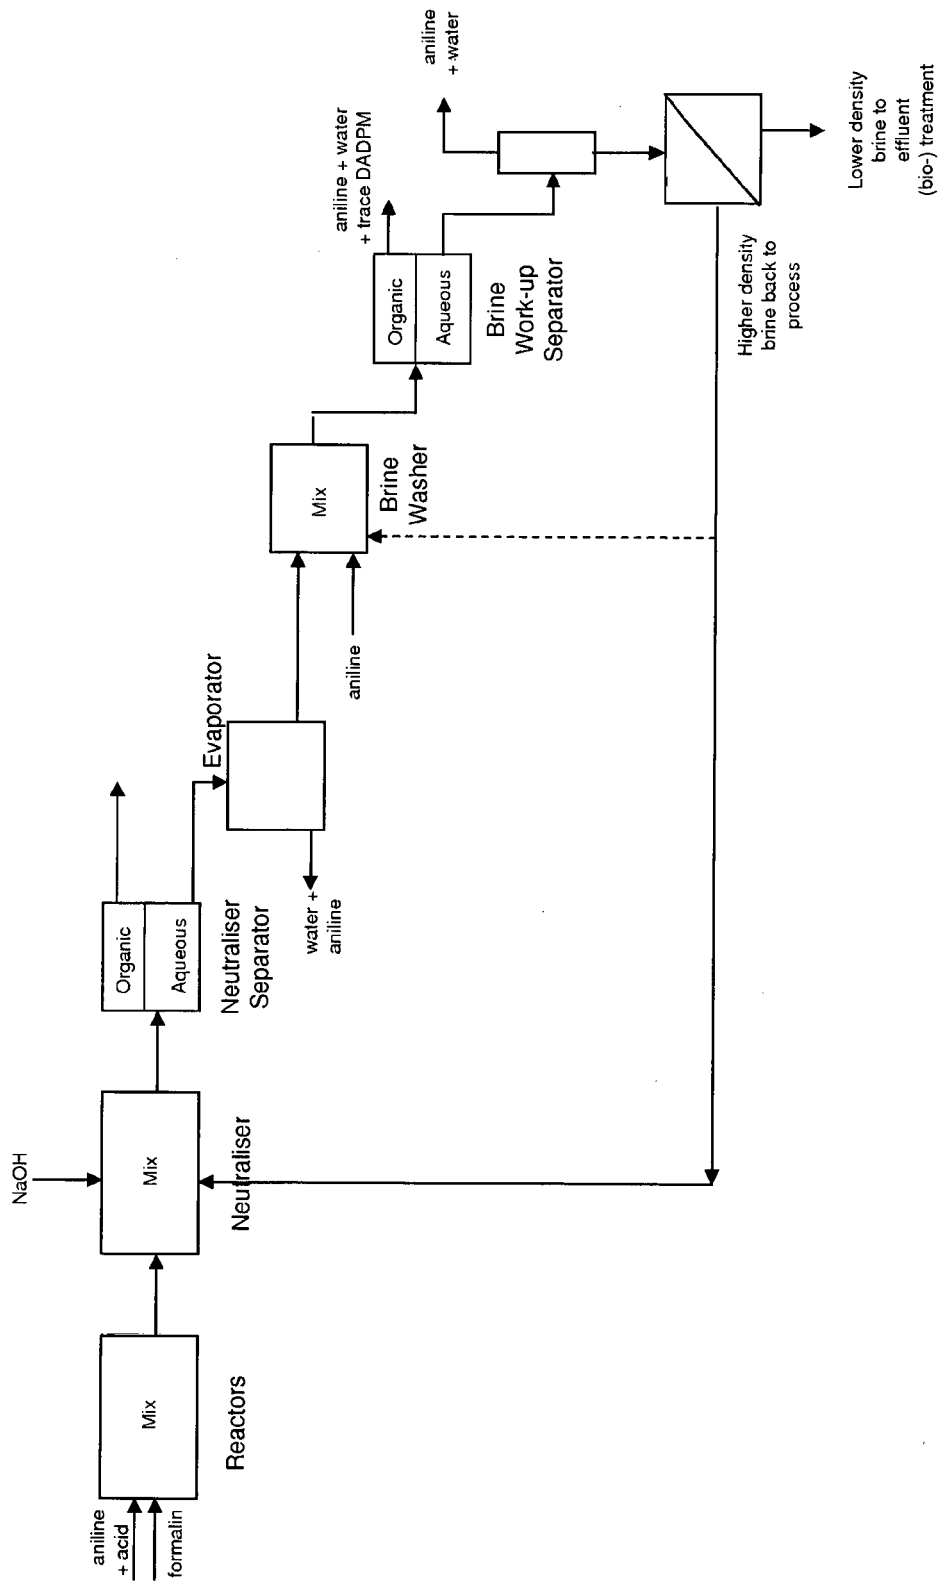 aniline
+ acid
formalin
Mix
Reactors
NaOH
Mix
Neutraliser
Organic
Aqueous
Neutraliser
Separator
Evaporator
water +
aniline
aniline
Mix
Brine
Washer
Organic
Aqueous
Brine
Work-up
Separator
aniline + water
+ trace DADPM
aniline
+ water
Higher density
brine back to
process
Lower density
brine to
effluent
(bio-) treatment